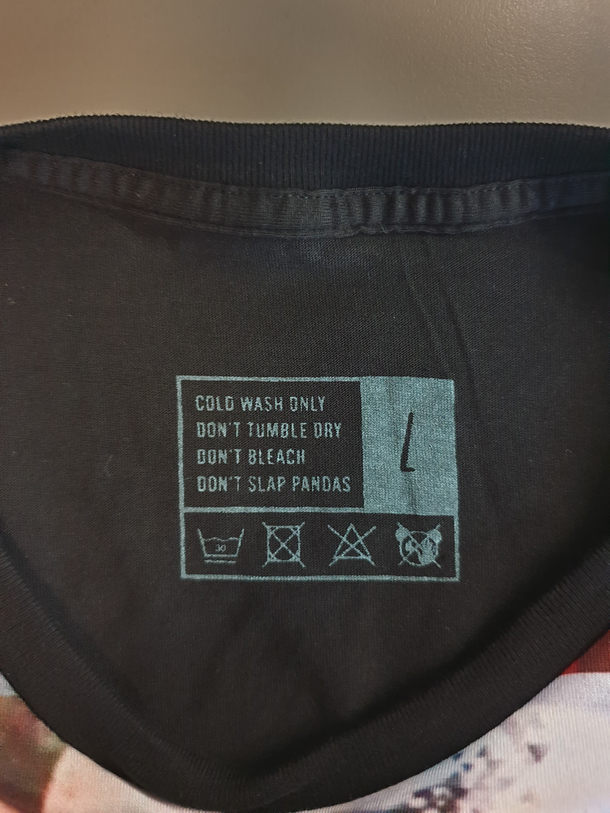 COLD WASH ONLY
DON'T TUMBLE DRY
DON'T BLEACH
DON'T SLAP PANDAS
L
30